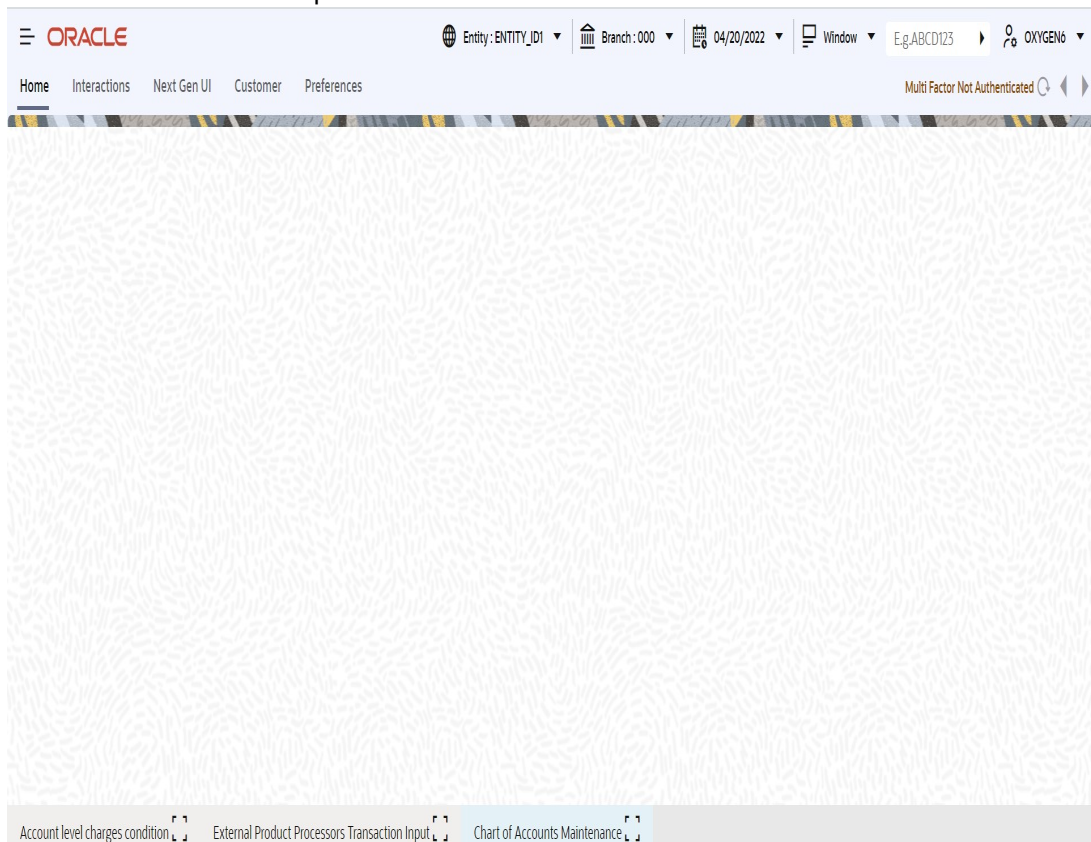 ORACLE Entity : ENTITY_ID1 Branch : 000 04/20/2022 Window E.g.ABCD123 OXYGEN6
Home Interactions Next Gen UI Customer Preferences Multi Factor Not Authenticated
Account level charges condition External Product Processors Transaction Input Chart of Accounts Maintenance